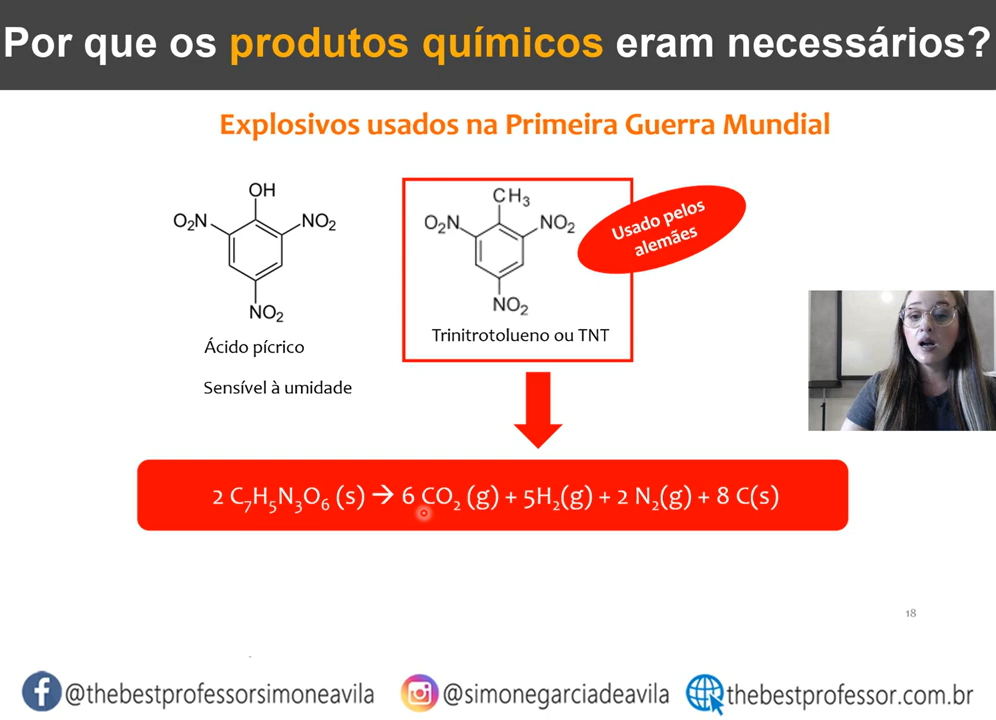 Por que os produtos químicos eram necessários?
Explosivos usados na Primeira Guerra Mundial
OH
O₂N
NO₂
NO₂
Ácido pícrico
Sensível à umidade
CH₃
O₂N
NO₂
NO₂
Trinitrotolueno ou TNT
Usado pelos
alemães
2 C₇H₅N₃O₆ (s) → 6 CO₂ (g) + 5H₂(g) + 2 N₂(g) + 8 C(s)
18
@thebestprofessorsimoneavila
@simonegarciadeavila
thebestprofessor.com.br